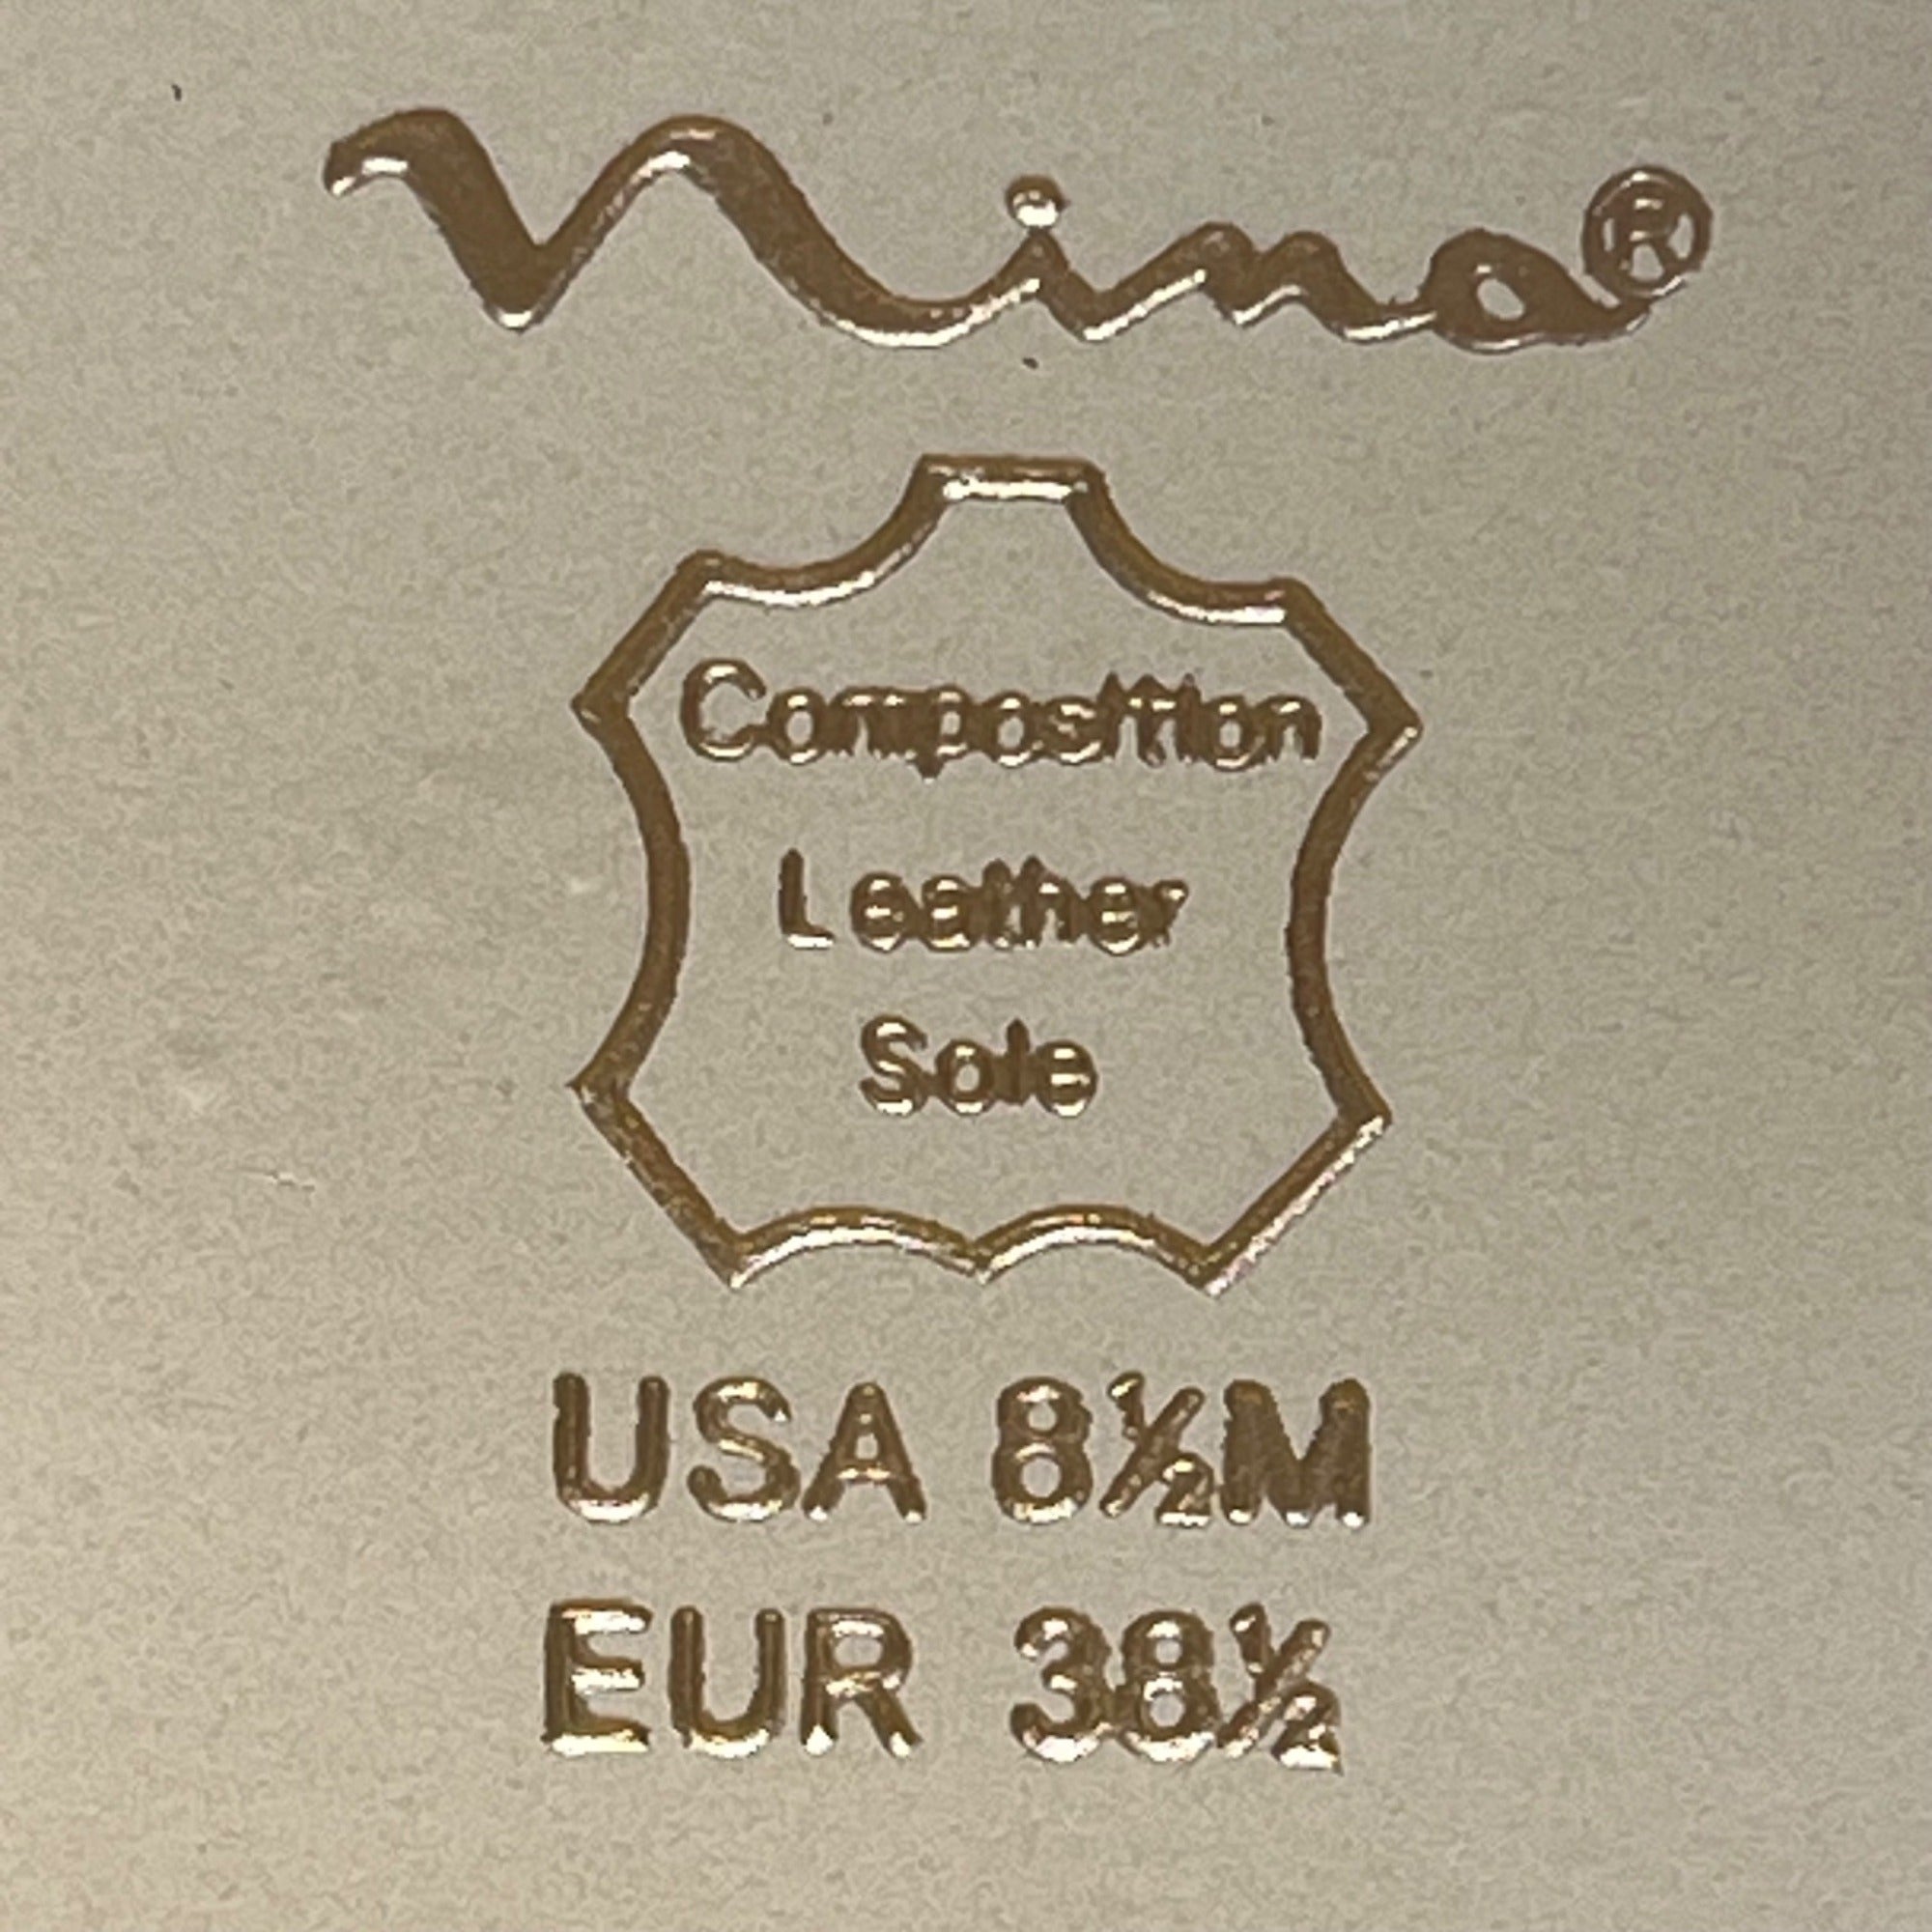 Nina®
Composition
Leather
Sole
USA 8½M
EUR 38½